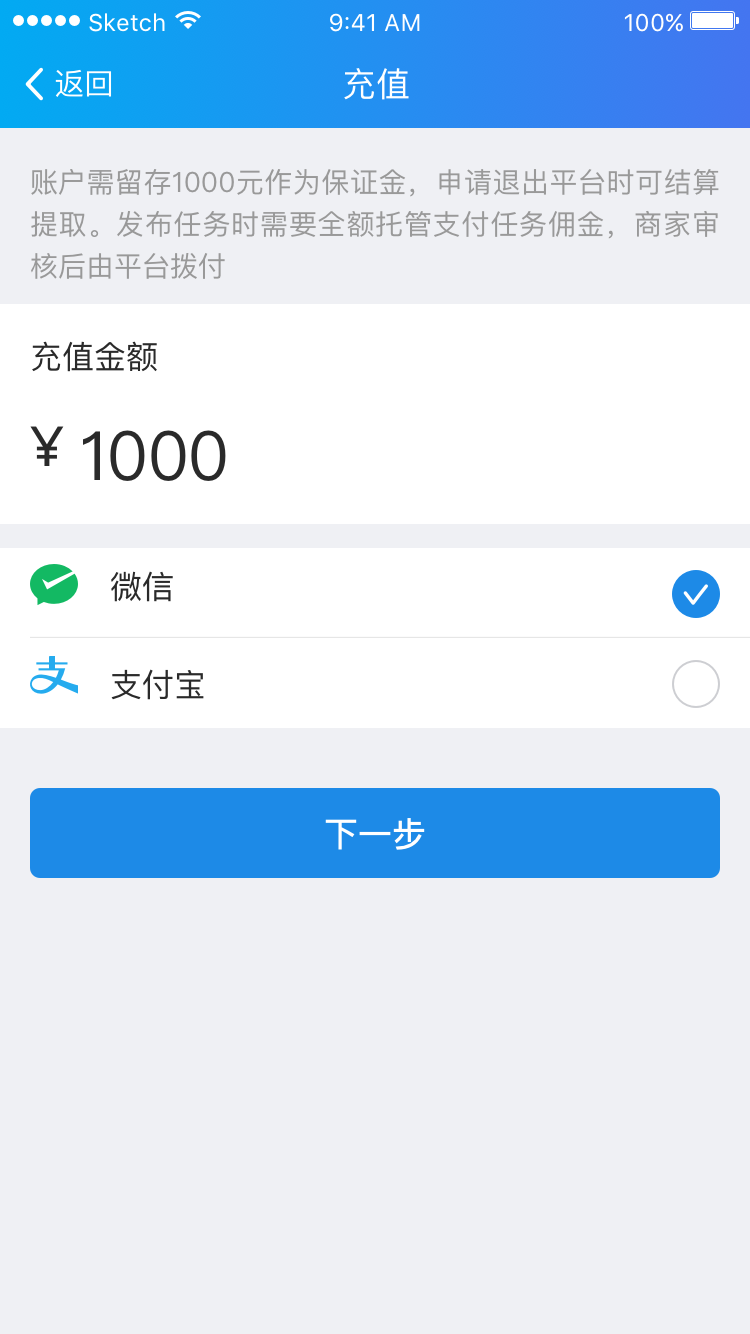 Sketch 9:41 AM 100%
返回 充值
账户需留存1000元作为保证金，申请退出平台时可结算
提取。发布任务时需要全额托管支付任务佣金，商家审
核后由平台拨付
充值金额
¥ 1000
微信
支付宝
下一步